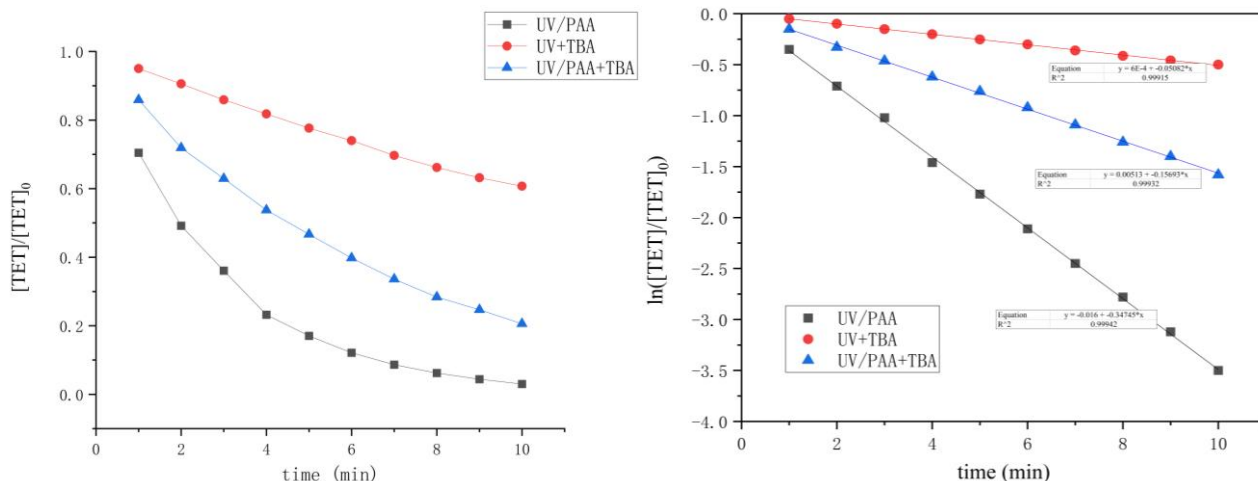 UV/PAA
UV+TBA
UV/PAA+TBA
[TET]/[TET]0
1.0
0.8
0.6
0.4
0.2
0.0
0
2
4
6
8
10
time (min)
ln([TET]/[TET]0)
0.0
-0.5
-1.0
-1.5
-2.0
-2.5
-3.0
-3.5
-4.0
Equation y = 6E-4 + -0.05082*x
R^2 0.99915
Equation y = 0.00513 + -0.15693*x
R^2 0.99932
Equation y = -0.016 + -0.34745*x
R^2 0.99942
UV/PAA
UV+TBA
UV/PAA+TBA
0
2
4
6
8
10
time (min)